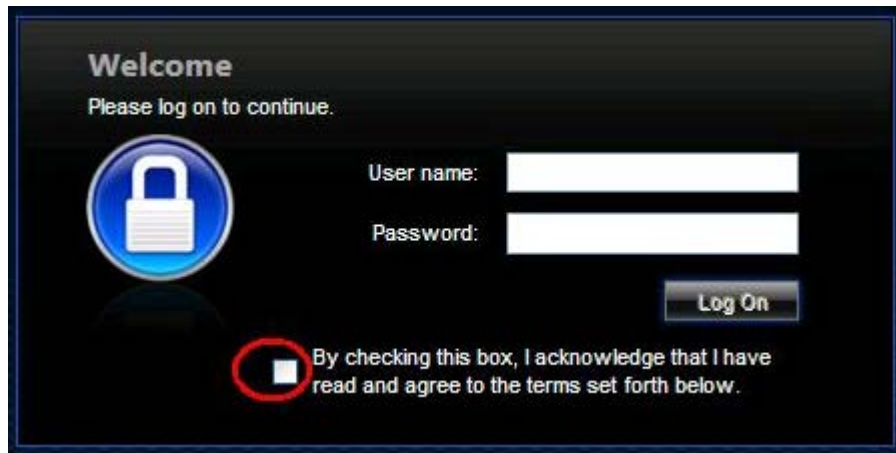 Welcome
Please log on to continue.
User name:
Password:
Log On
By checking this box, I acknowledge that I have
read and agree to the terms set forth below.